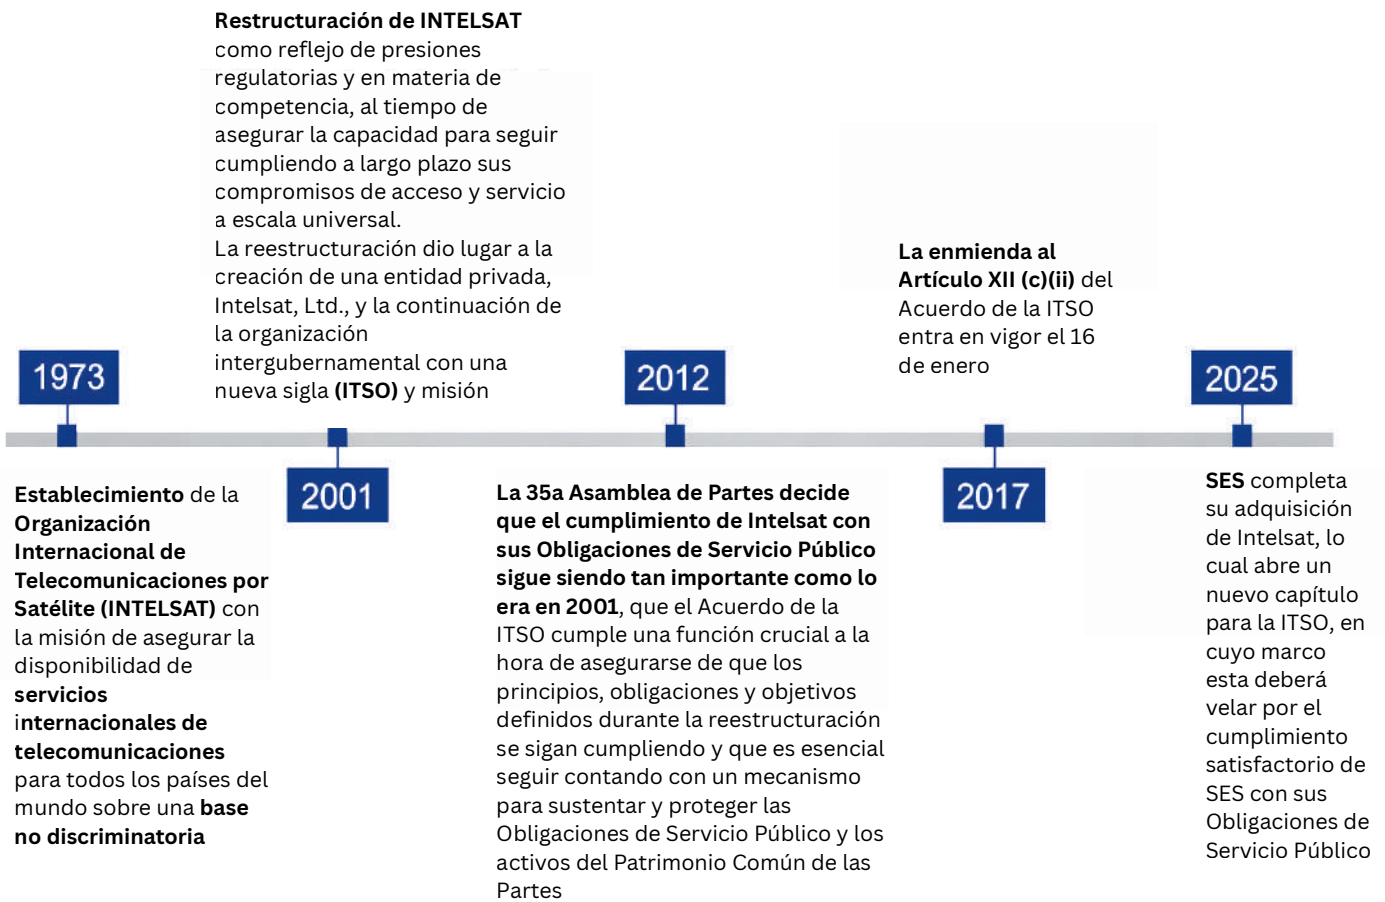 1973
Establecimiento de la
Organización
Internacional de
Telecomunicaciones por
Satélite (INTELSAT) con
la misión de asegurar la
disponibilidad de
servicios
internacionales de
telecomunicaciones
para todos los países del
mundo sobre una base
no discriminatoria
Restructuración de INTELSAT
como reflejo de presiones
regulatorias y en materia de
competencia, al tiempo de
asegurar la capacidad para seguir
cumpliendo a largo plazo sus
compromisos de acceso y servicio
a escala universal.
La reestructuración dio lugar a la
creación de una entidad privada,
Intelsat, Ltd., y la continuación de
la organización
intergubernamental con una
nueva sigla (ITSO) y misión
2001
2012
La 35a Asamblea de Partes decide
que el cumplimiento de Intelsat con
sus Obligaciones de Servicio Público
sigue siendo tan importante como lo
era en 2001, que el Acuerdo de la
ITSO cumple una función crucial a la
hora de asegurarse de que los
principios, obligaciones y objetivos
definidos durante la reestructuración
se sigan cumpliendo y que es esencial
seguir contando con un mecanismo
para sustentar y proteger las
Obligaciones de Servicio Público y los
activos del Patrimonio Común de las
Partes
La enmienda al
Artículo XII (c)(ii) del
Acuerdo de la ITSO
entra en vigor el 16
de enero
2017
2025
SES completa
su adquisición
de Intelsat, lo
cual abre un
nuevo capítulo
para la ITSO, en
cuyo marco
esta deberá
velar por el
cumplimiento
satisfactorio de
SES con sus
Obligaciones de
Servicio Público